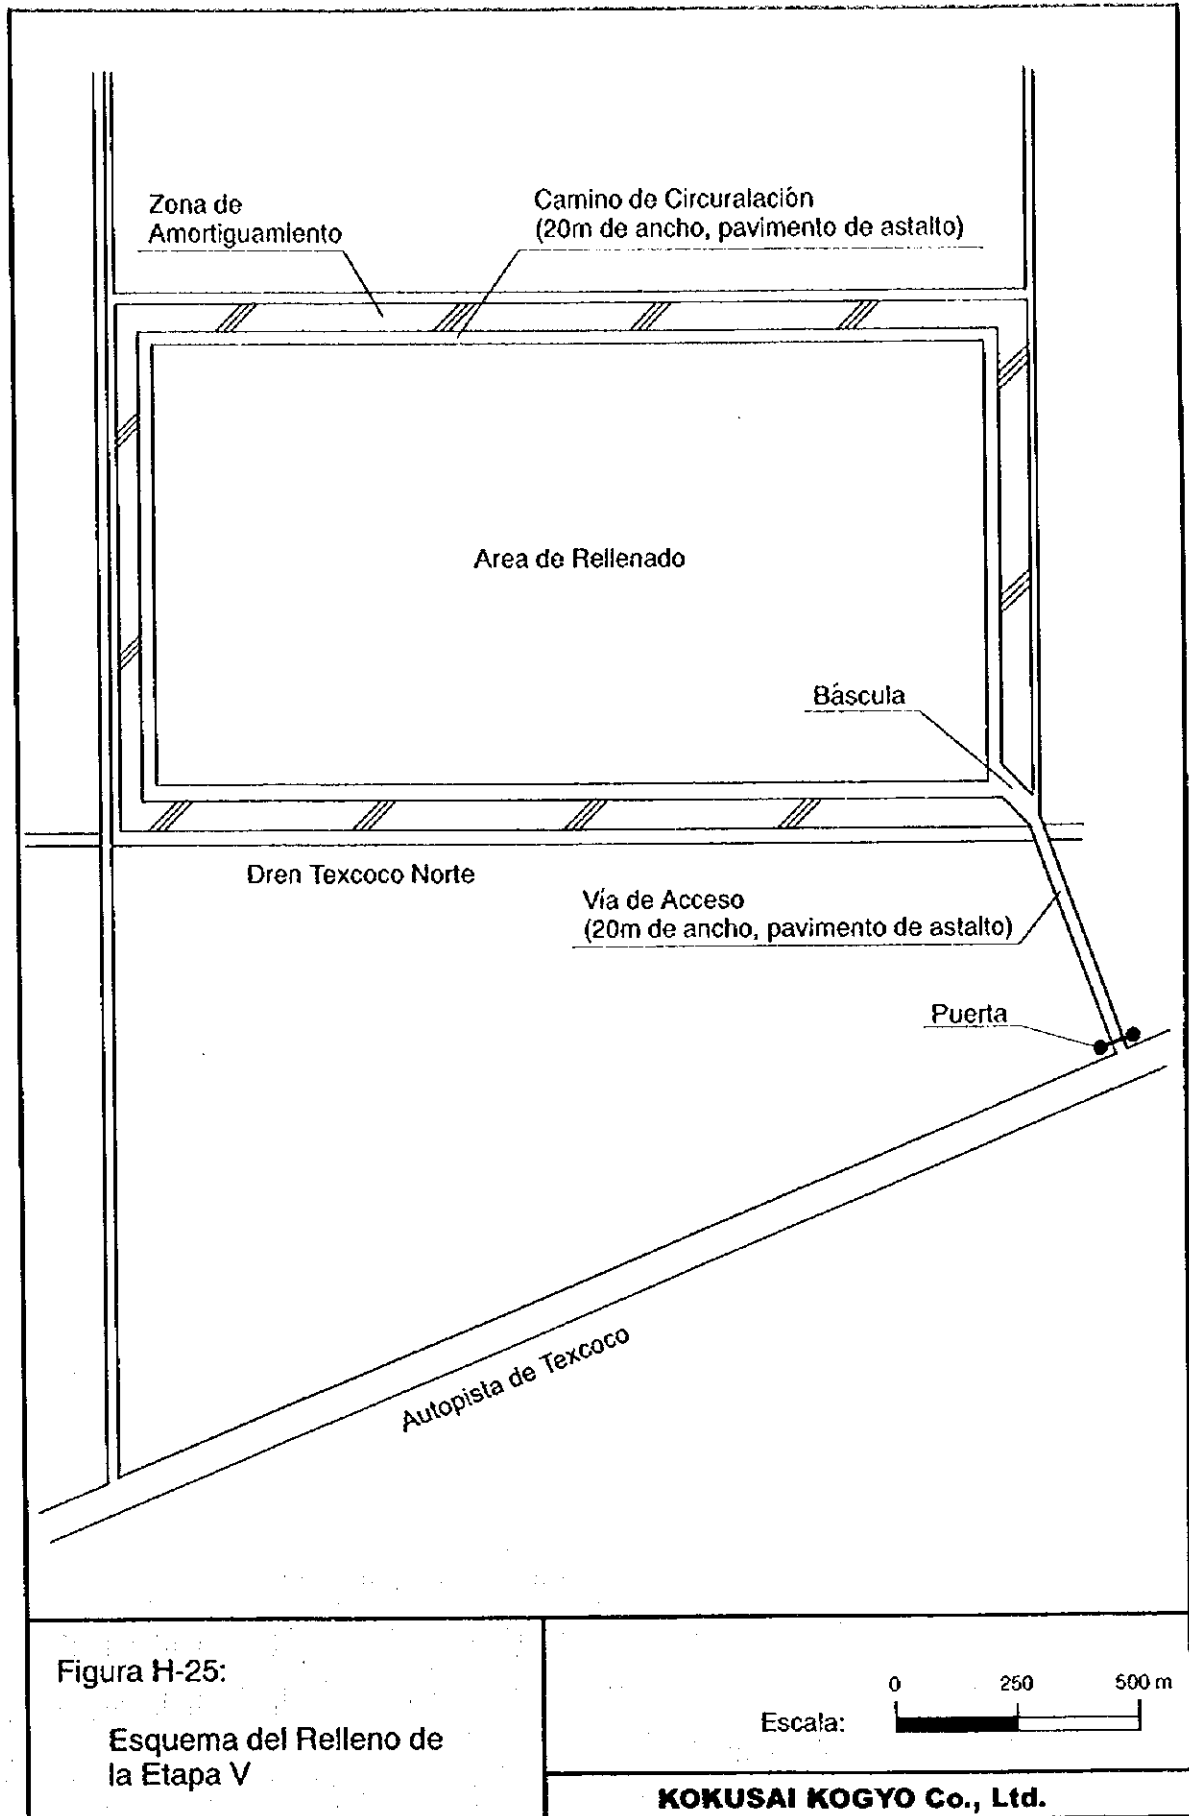 Zona de
Amortiguamiento
Camino de Circuralación
(20m de ancho, pavimento de astalto)
Area de Rellenado
Báscula
Dren Texcoco Norte
Vía de Acceso
(20m de ancho, pavimento de astalto)
Puerta
Autopista de Texcoco
Figura H-25:
Esquema del Relleno de
la Etapa V
0 250 500 m
Escala:
KOKUSAI KOGYO Co., Ltd.